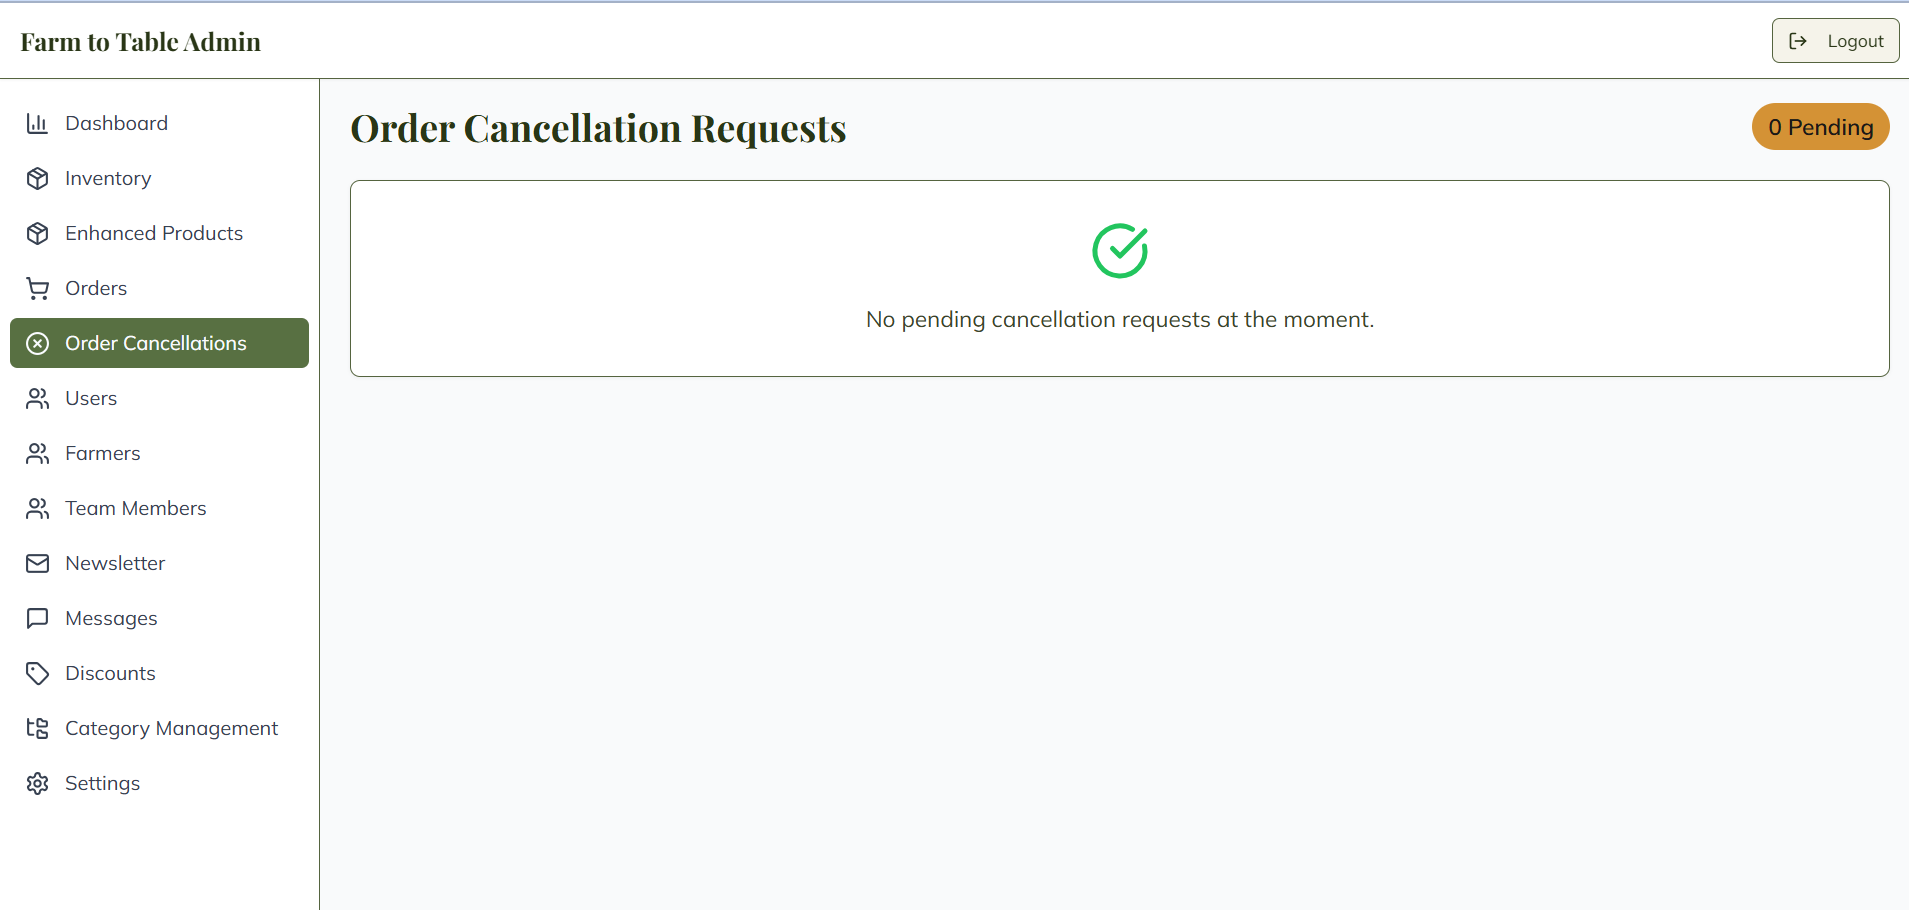 Farm to Table Admin
Logout
Dashboard
Inventory
Enhanced Products
Orders
Order Cancellations
Users
Farmers
Team Members
Newsletter
Messages
Discounts
Category Management
Settings
Order Cancellation Requests
0 Pending
No pending cancellation requests at the moment.